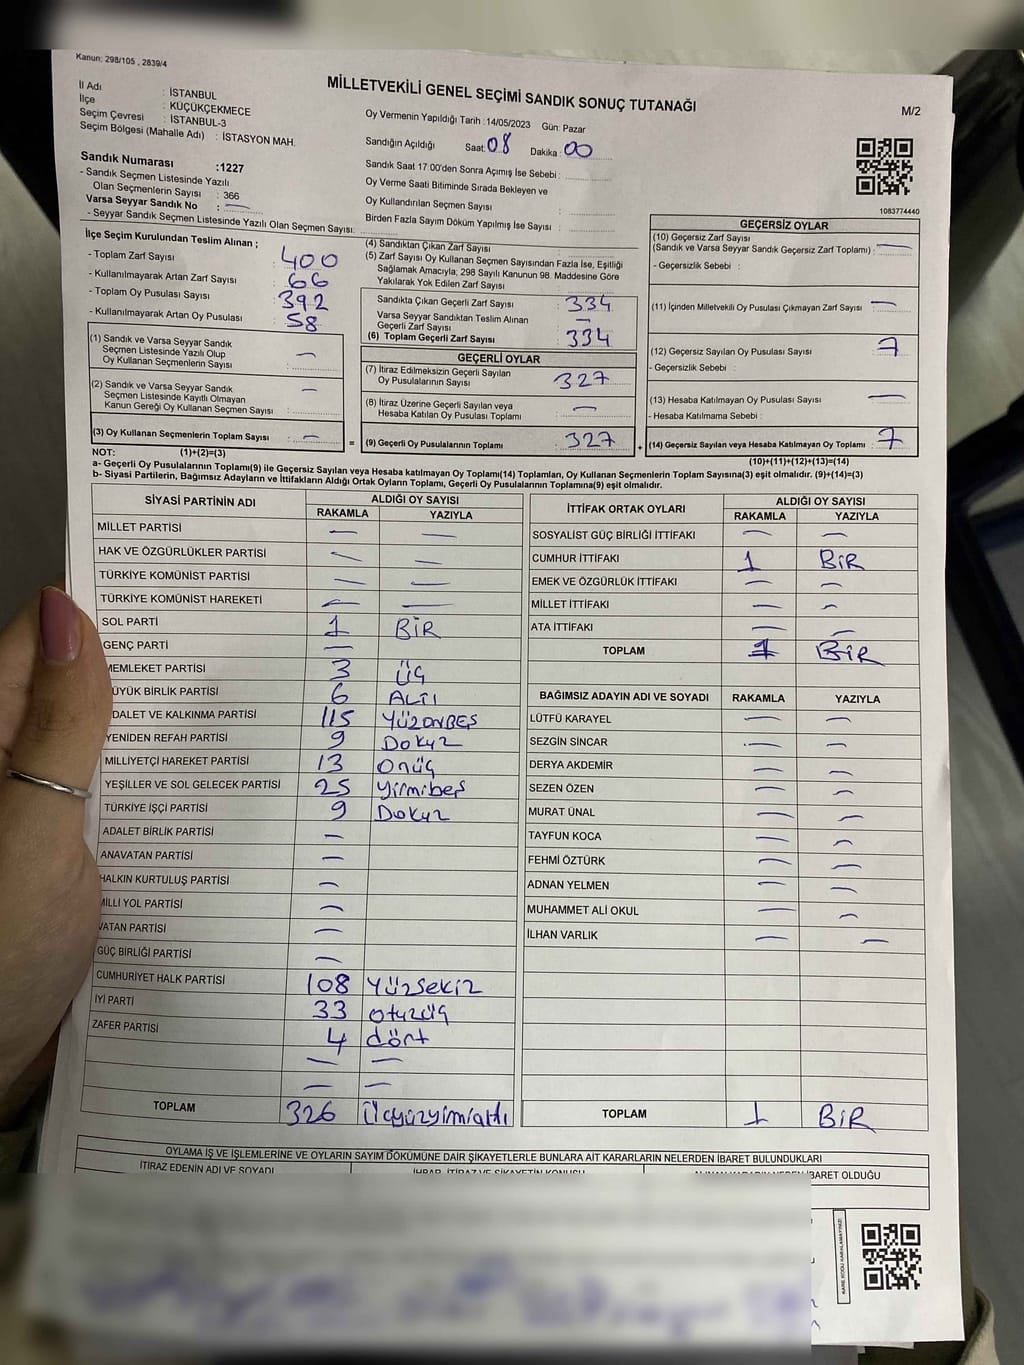 Kanun; 298/105 , 2839/4
MİLLETVEKİLİ GENEL SEÇİMİ SANDIK SONUÇ TUTANAĞI
M/2
İl Adı : İSTANBUL
İlçe : KÜÇÜKÇEKMECE
Seçim Çevresi : İSTANBUL-3
Seçim Bölgesi (Mahalle Adı) : İSTASYON MAH.
Oy Vermenin Yapıldığı Tarih :14/05/2023 Gün: Pazar
Sandığın Açıldığı Saat: 08 Dakika : 00
Sandık Saat 17:00'den Sonra Açımış İse Sebebi :
Oy Verme Saati Bitiminde Sırada Bekleyen ve
Oy Kullandırılan Seçmen Sayısı :
Birden Fazla Sayım Döküm Yapılmış İse Sayısı :
1083774440
Sandık Numarası :1227
- Sandık Seçmen Listesinde Yazılı
Olan Seçmenlerin Sayısı : 366
Varsa Seyyar Sandık No : —
- Seyyar Sandık Seçmen Listesinde Yazılı Olan Seçmen Sayısı:
İlçe Seçim Kurulundan Teslim Alınan ;
- Toplam Zarf Sayısı : 400
- Kullanılmayarak Artan Zarf Sayısı : 66
- Toplam Oy Pusulası Sayısı : 392
- Kullanılmayarak Artan Oy Pusulası : 58
(1) Sandık ve Varsa Seyyar Sandık
Seçmen Listesinde Yazılı Olup
Oy Kullanan Seçmenlerin Sayısı : —
(2) Sandık ve Varsa Seyyar Sandık
Seçmen Listesinde Kayıtlı Olmayan
Kanun Gereği Oy Kullanan Seçmen Sayısı : —
(3) Oy Kullanan Seçmenlerin Toplam Sayısı : —
(4) Sandıktan Çıkan Zarf Sayısı :
(5) Zarf Sayısı Oy Kullanan Seçmen Sayısından Fazla İse, Eşitliği
Sağlamak Amacıyla; 298 Sayılı Kanunun 98. Maddesine Göre
Yakılarak Yok Edilen Zarf Sayısı :
Sandıkta Çıkan Geçerli Zarf Sayısı : 334
Varsa Seyyar Sandıktan Teslim Alınan
Geçerli Zarf Sayısı : —
(6) Toplam Geçerli Zarf Sayısı : 334
GEÇERLİ OYLAR
(7) İtiraz Edilmeksizin Geçerli Sayılan
Oy Pusulalarının Sayısı : 327
(8) İtiraz Üzerine Geçerli Sayılan veya
Hesaba Katılan Oy Pusulası Toplamı : —
= (9) Geçerli Oy Pusulalarının Toplamı : 327 +
GEÇERSİZ OYLAR
(10) Geçersiz Zarf Sayısı
(Sandık ve Varsa Seyyar Sandık Geçersiz Zarf Toplamı) : —
- Geçersizlik Sebebi :
(11) İçinden Milletvekili Oy Pusulası Çıkmayan Zarf Sayısı : —
(12) Geçersiz Sayılan Oy Pusulası Sayısı : 7
- Geçersizlik Sebebi :
(13) Hesaba Katılmayan Oy Pusulası Sayısı : —
- Hesaba Katılmama Sebebi :
(14) Geçersiz Sayılan veya Hesaba Katılmayan Oy Toplamı : 7
NOT: (1)+(2)=(3) (10)+(11)+(12)+(13)=(14)
a- Geçerli Oy Pusulalarının Toplamı(9) ile Geçersiz Sayılan veya Hesaba katılmayan Oy Toplamı(14) Toplamları, Oy Kullanan Seçmenlerin Toplam Sayısına(3) eşit olmalıdır. (9)+(14)=(3)
b- Siyasi Partilerin, Bağımsız Adayların ve İttifakların Aldığı Ortak Oyların Toplamı, Geçerli Oy Pusulalarının Toplamına(9) eşit olmalıdır.
SİYASİ PARTİNİN ADI ALDIĞI OY SAYISI
RAKAMLA YAZIYLA
MİLLET PARTİSİ — —
HAK VE ÖZGÜRLÜKLER PARTİSİ — —
TÜRKİYE KOMÜNİST PARTİSİ — —
TÜRKİYE KOMÜNİST HAREKETİ — —
SOL PARTİ 1 BİR
GENÇ PARTİ —
MEMLEKET PARTİSİ 3 ÜÇ
ÜYÜK BİRLİK PARTİSİ 6 ALTI
DALET VE KALKINMA PARTİSİ 115 YÜZONBEŞ
YENİDEN REFAH PARTİSİ 9 Dokuz
MİLLİYETÇİ HAREKET PARTİSİ 13 Onüç
YEŞİLLER VE SOL GELECEK PARTİSİ 25 Yirmibeş
TÜRKİYE İŞÇİ PARTİSİ 9 Dokuz
ADALET BİRLİK PARTİSİ —
ANAVATAN PARTİSİ —
HALKIN KURTULUŞ PARTİSİ —
MİLLİ YOL PARTİSİ —
VATAN PARTİSİ —
GÜÇ BİRLİĞİ PARTİSİ —
CUMHURİYET HALK PARTİSİ 108 Yüzsekiz
İYİ PARTİ 33 otuzüç
ZAFER PARTİSİ 4 dört
— —
— —
TOPLAM 326 Üçyüzyirmialtı
İTTİFAK ORTAK OYLARI ALDIĞI OY SAYISI
RAKAMLA YAZIYLA
SOSYALİST GÜÇ BİRLİĞİ İTTİFAKI — —
CUMHUR İTTİFAKI 1 BİR
EMEK VE ÖZGÜRLÜK İTTİFAKI — —
MİLLET İTTİFAKI — —
ATA İTTİFAKI — —
TOPLAM 1 BİR
BAĞIMSIZ ADAYIN ADI VE SOYADI RAKAMLA YAZIYLA
LÜTFÜ KARAYEL — —
SEZGİN SİNCAR — —
DERYA AKDEMİR — —
SEZEN ÖZEN — —
MURAT ÜNAL — —
TAYFUN KOCA — —
FEHMİ ÖZTÜRK — —
ADNAN YELMEN — —
MUHAMMET ALİ OKUL — —
İLHAN VARLIK — —
TOPLAM 1 BİR
OYLAMA İŞ VE İŞLEMLERİNE VE OYLARIN SAYIM DÖKÜMÜNE DAİR ŞİKAYETLERLE BUNLARA AİT KARARLARIN NELERDEN İBARET BULUNDUKLARI
İTİRAZ EDENİN ADI VE SOYADI İHBAR, İTİRAZ VE ŞİKAYETİN KONUSU İBARET OLDUĞU